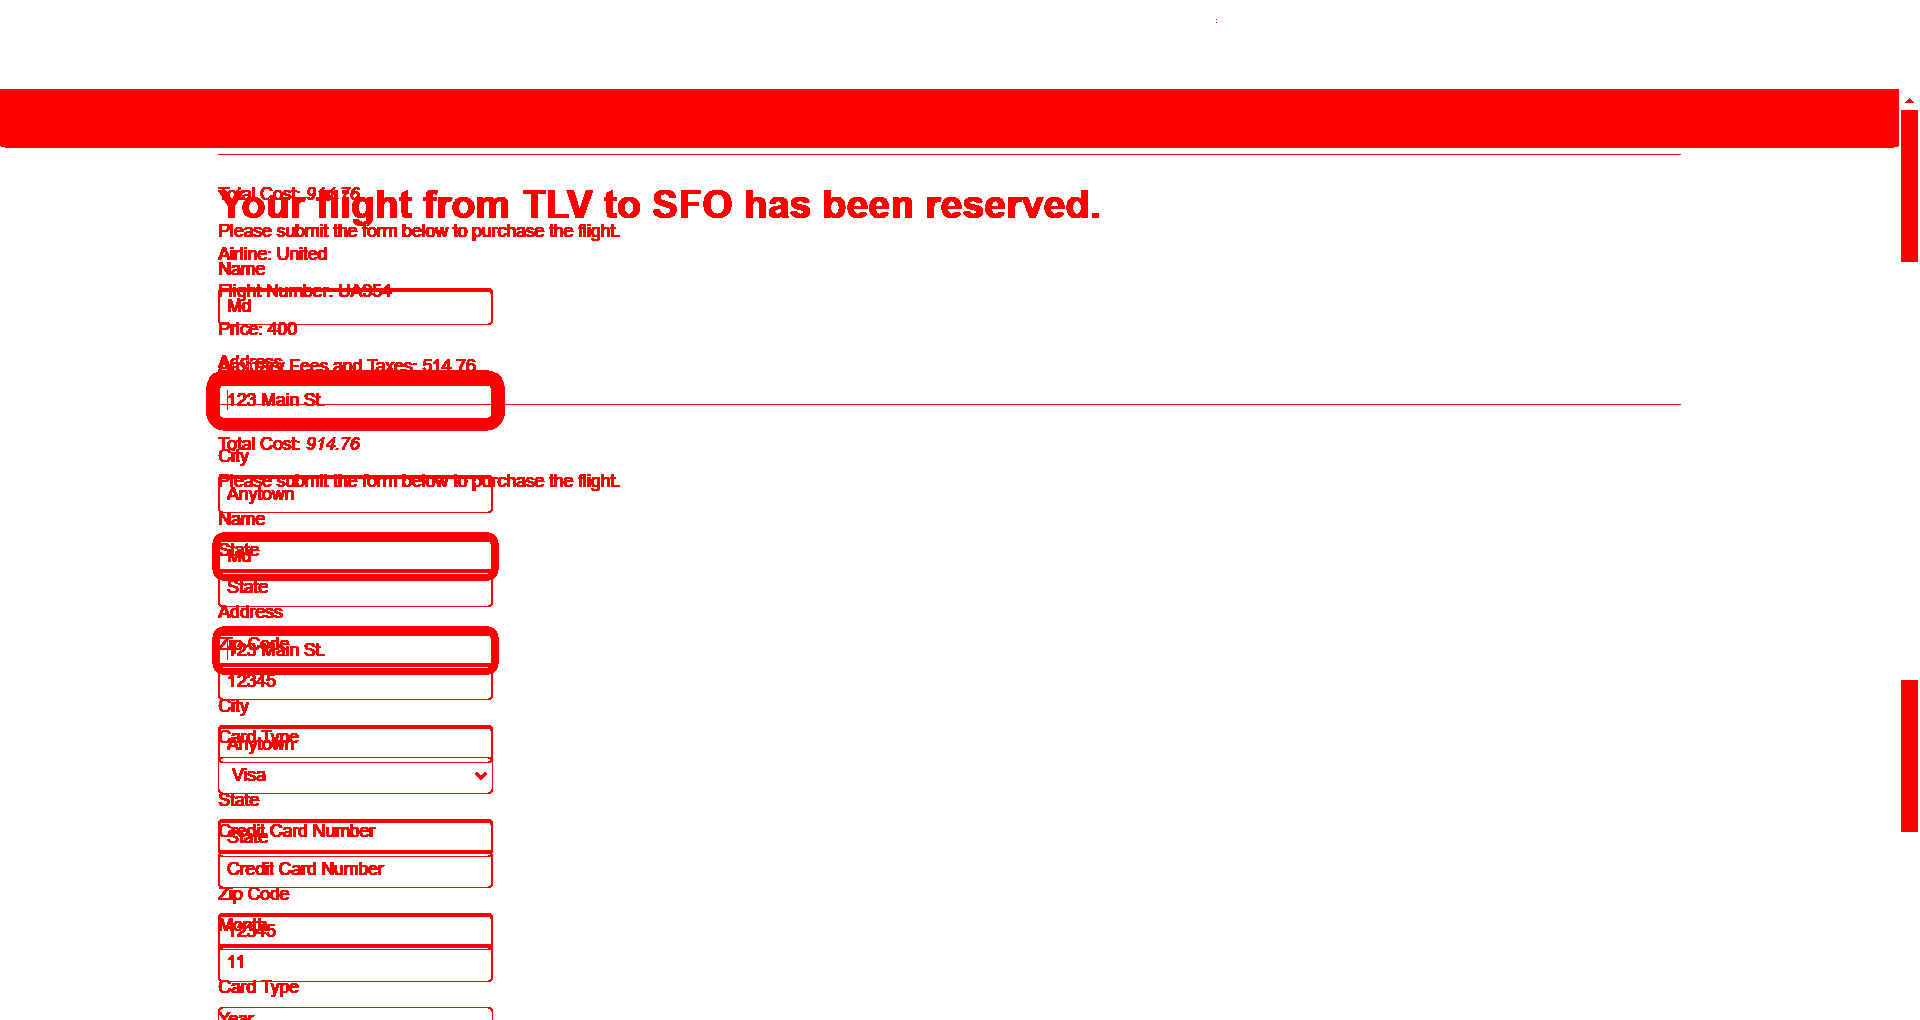 Total Cost: 914.76
Your flight from TLV to SFO has been reserved.
Please submit the form below to purchase the flight.
Airline: United
Name
Flight Number: UA954
Md
Price: 400
Address
Fees and Taxes: 514.76
123 Main St.
Total Cost: 914.76
City
Please submit the form below to purchase the flight.
Anytown
Name
State
Md
State
Address
Zip Code
123 Main St.
12345
City
Card Type
Anytown
Visa
State
Credit Card Number
State
Credit Card Number
Zip Code
Month
12345
11
Card Type
Year